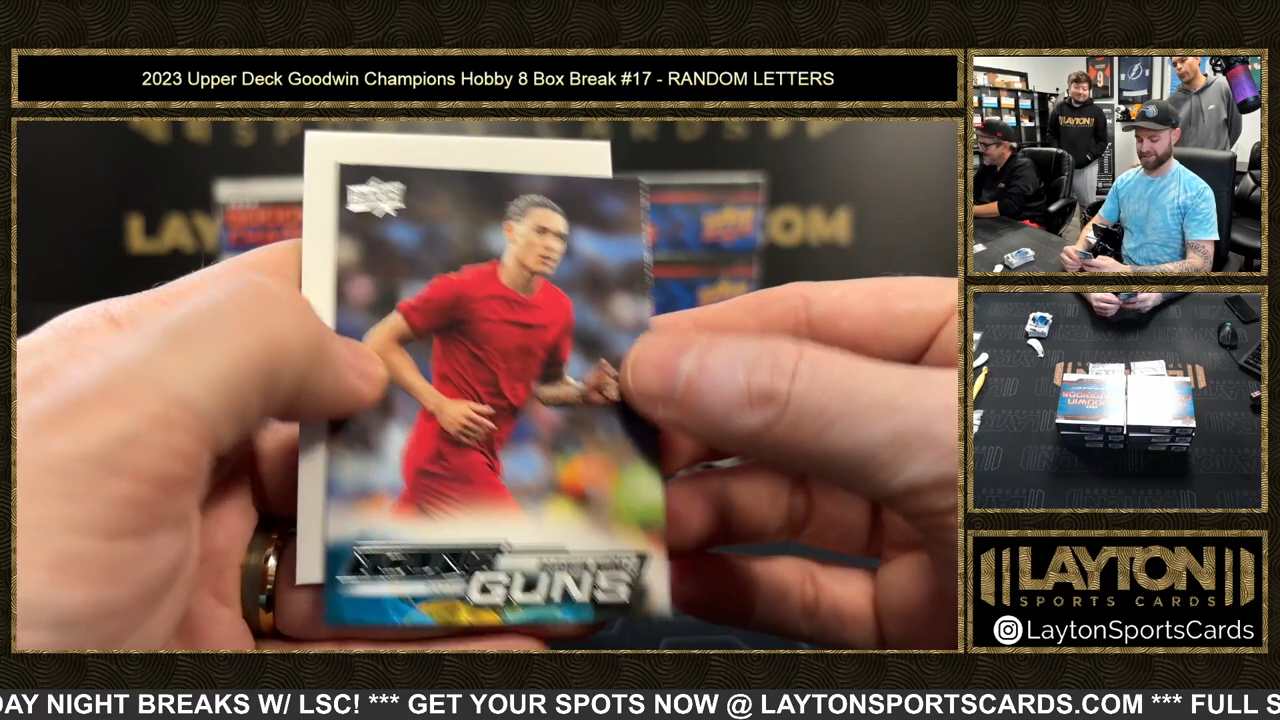 2023 Upper Deck Goodwin Champions Hobby 8 Box Break #17 - RANDOM LETTERS
GUNS
LAYTON
SPORTS CARDS
LaytonSportsCards
DAY NIGHT BREAKS W/ LSC! *** GET YOUR SPOTS NOW @ LAYTONSPORTSCARDS.COM *** FULL S